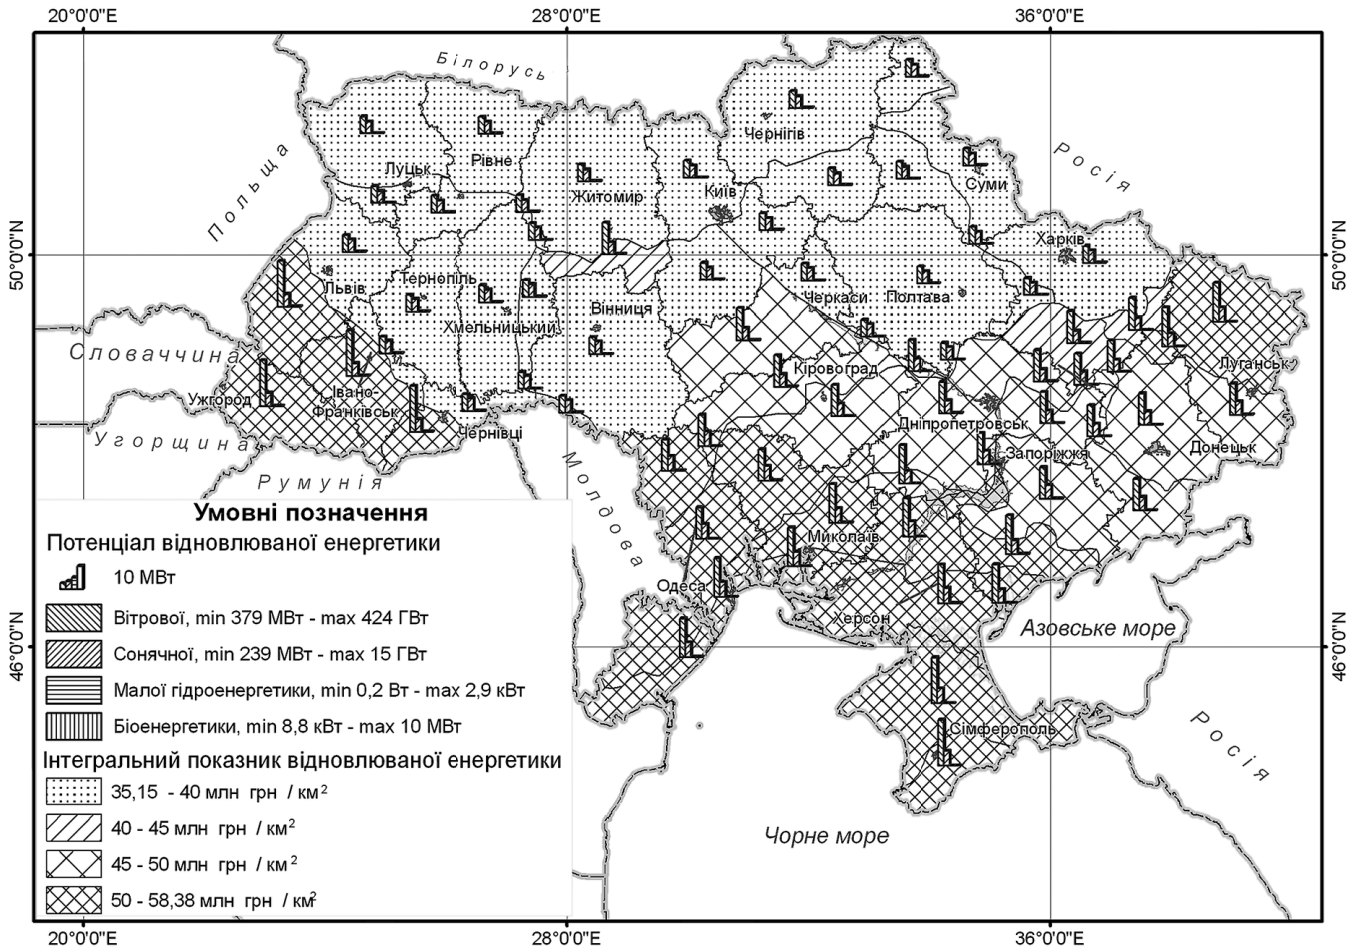 20°0'0"E 28°0'0"E 36°0'0"E
Білорусь
Чернігів
Росія
Польща
Луцьк
Рівне
Суми
Житомир
Київ
50°0'0"N
Харків
50°0'0"N
Львів
Тернопіль
Черкаси
Полтава
Вінниця
Хмельницький
Словаччина
Кіровоград
Луганськ
Ужгород
Івано-
Франківськ
Чернівці
Дніпропетровськ
Угорщина
Запоріжжя
Донецьк
Румунія
Молдова
Миколаїв
Одеса
Херсон
Азовське море
46°0'0"N
46°0'0"N
Сімферополь
Росія
Чорне море
Умовні позначення
Потенціал відновлюваної енергетики
10 МВт
Вітрової, min 379 МВт - max 424 ГВт
Сонячної, min 239 МВт - max 15 ГВт
Малої гідроенергетики, min 0,2 Вт - max 2,9 кВт
Біоенергетики, min 8,8 кВт - max 10 МВт
Інтегральний показник відновлюваної енергетики
35,15 - 40 млн грн / км²
40 - 45 млн грн / км²
45 - 50 млн грн / км²
50 - 58,38 млн грн / км²
20°0'0"E 28°0'0"E 36°0'0"E